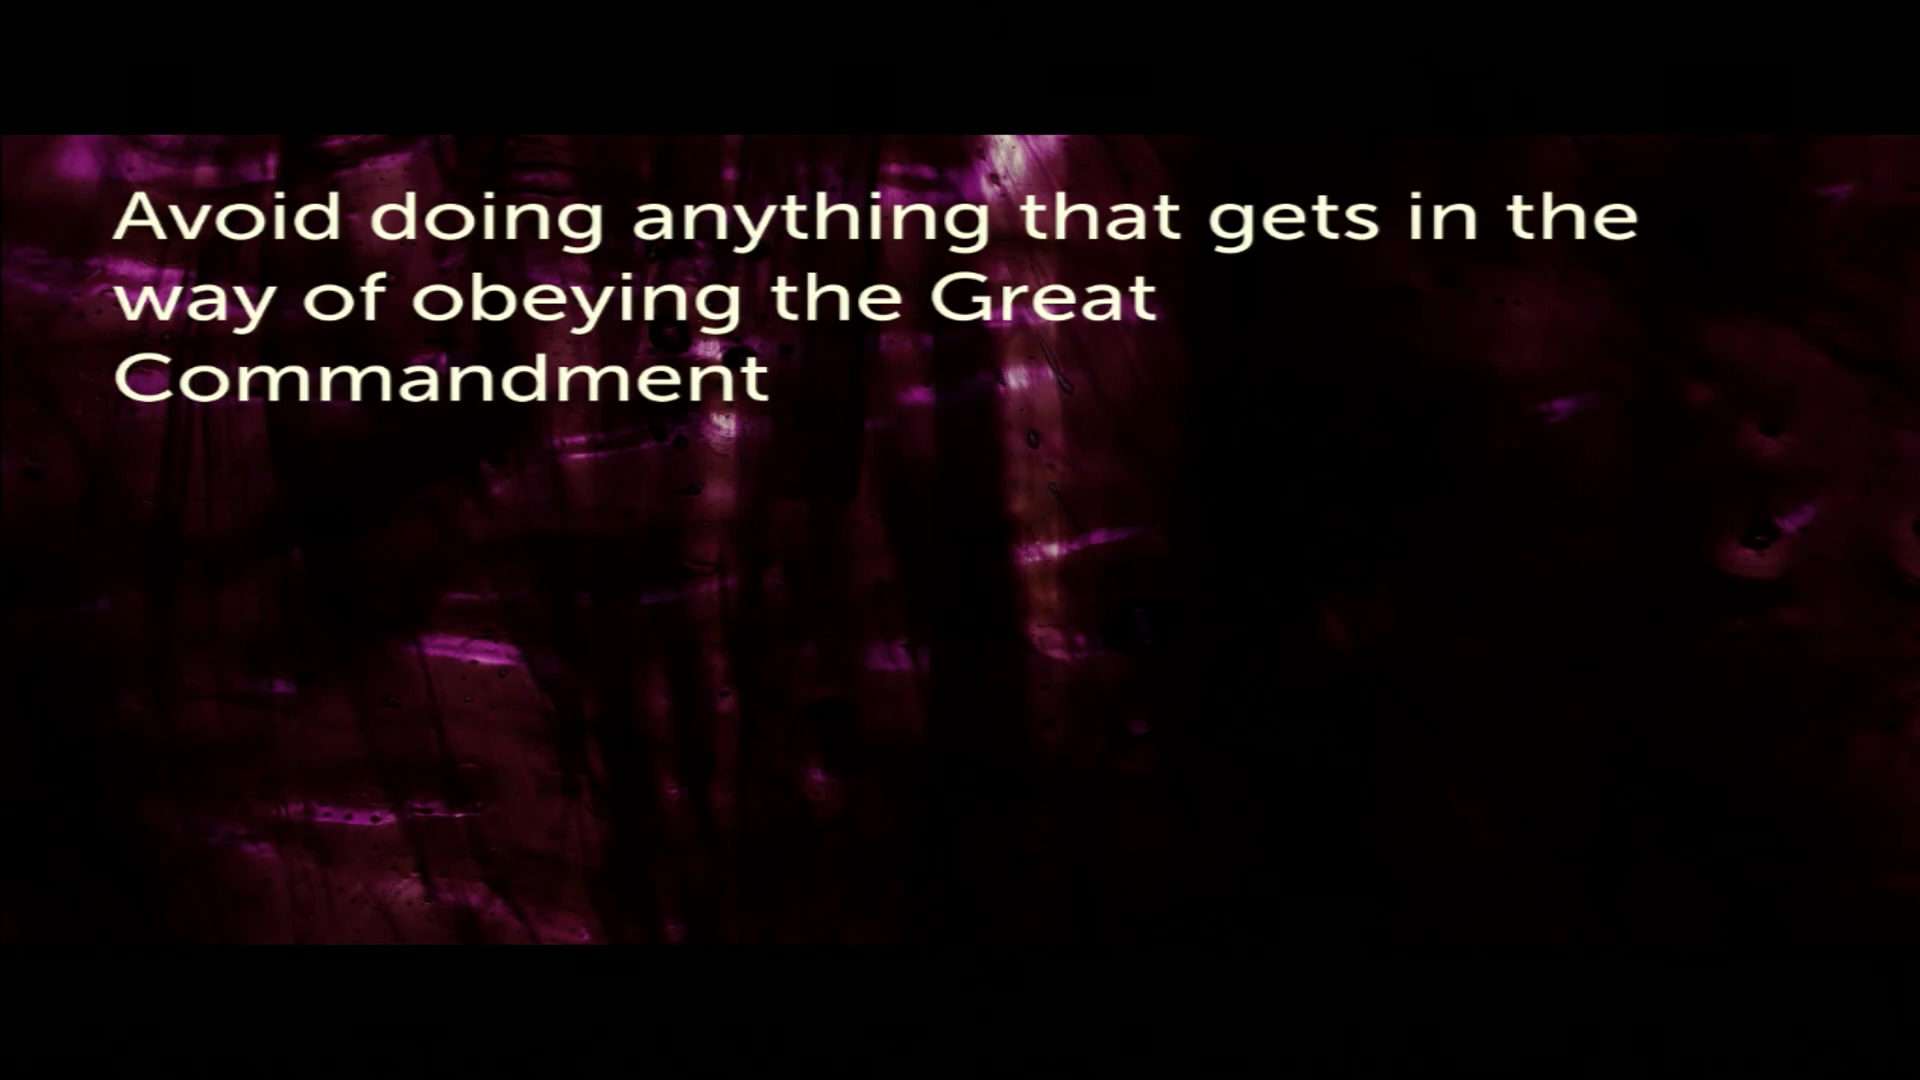 Avoid doing anything that gets in the
way of obeying the Great
Commandment